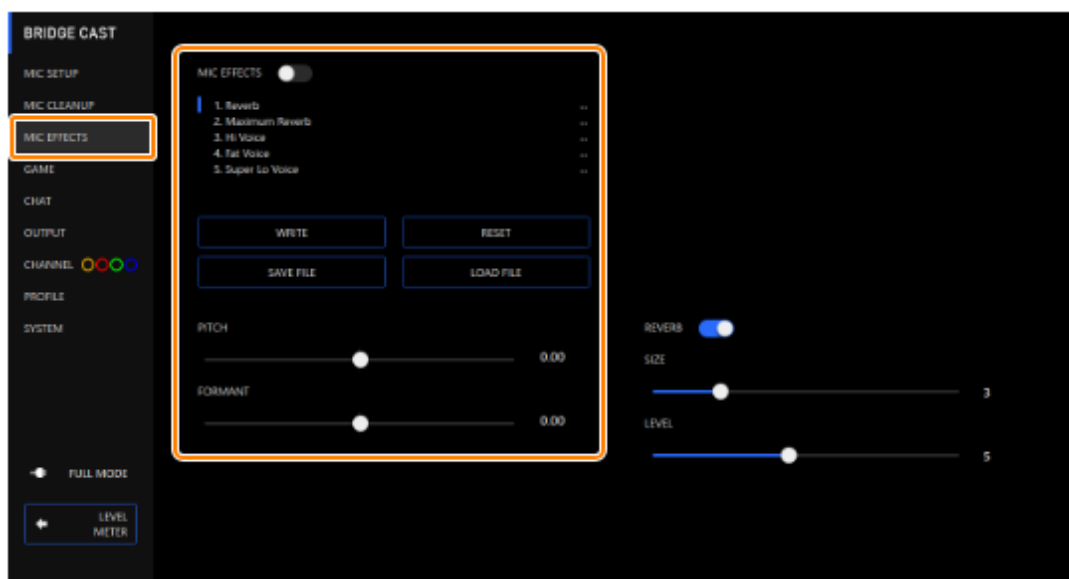 BRIDGE CAST
MIC SETUP
MIC CLEANUP
MIC EFFECTS
GAME
CHAT
OUTPUT
CHANNEL
PROFILE
SYSTEM
FULL MODE
LEVEL
METER
MIC EFFECTS
1. Reverb
2. Maximum Reverb
3. Hi Voice
4. Fat Voice
5. Super Lo Voice
WRITE RESET
SAVE FILE LOAD FILE
PITCH
0.00
FORMANT
0.00
REVERB
SIZE
3
LEVEL
5